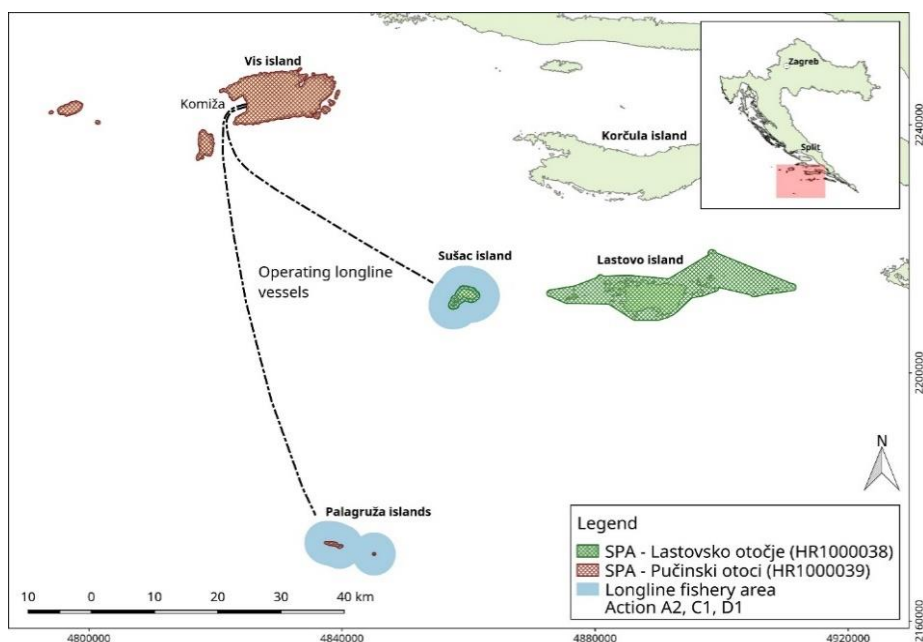 Vis island
Komiža
Korčula island
Zagreb
Split
Operating longline
vessels
Sušac island
Lastovo island
Palagruža islands
N
Legend
SPA - Lastovsko otočje (HR1000038)
SPA - Pučinski otoci (HR1000039)
Longline fishery area
Action A2, C1, D1
10 0 10 20 30 40 km
4800000 4840000 4880000 4920000
2240000
2200000